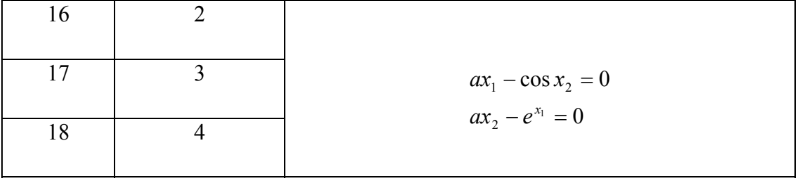 16 2
17 3
ax₁ − cos x₂ = 0
ax₂ − e^{x₁} = 0
18 4